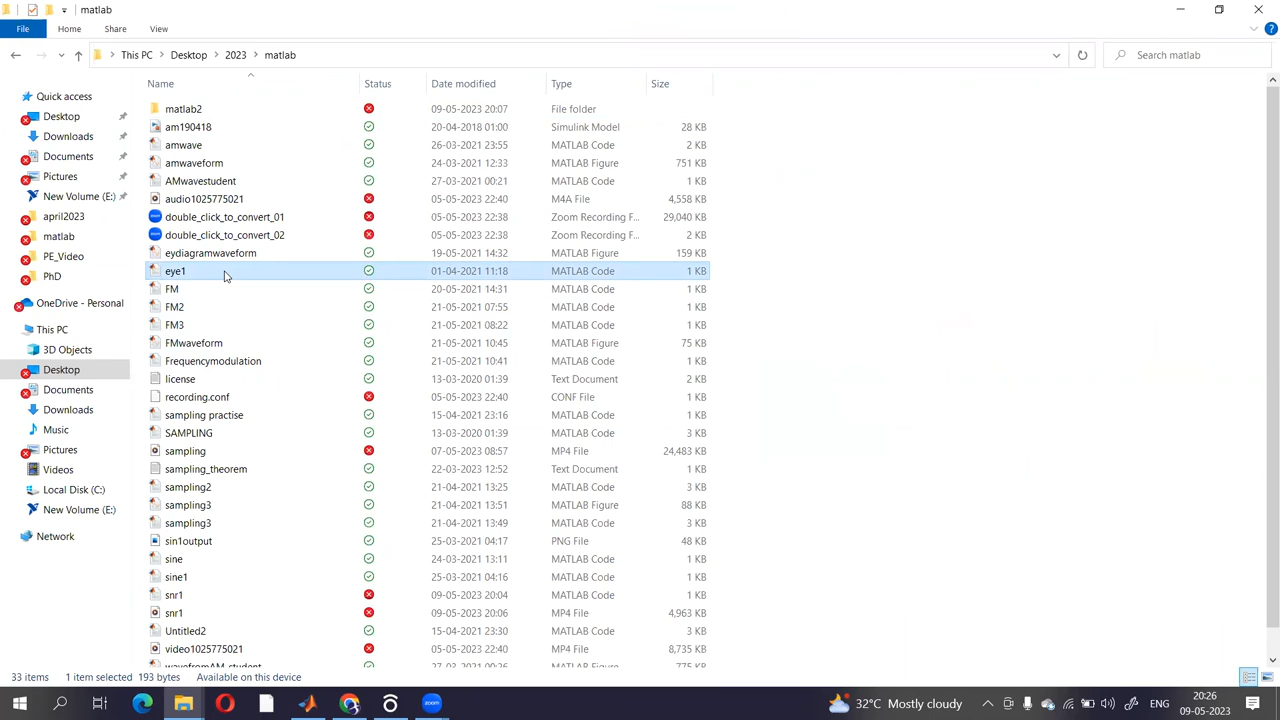 matlab
File Home Share View
This PC Desktop 2023 matlab Search matlab
Name Status Date modified Type Size
Quick access
Desktop
Downloads
Documents
Pictures
New Volume (E:)
april2023
matlab
PE_Video
PhD
OneDrive - Personal
This PC
3D Objects
Desktop
Documents
Downloads
Music
Pictures
Videos
Local Disk (C:)
New Volume (E:)
Network
matlab2 09-05-2023 20:07 File folder
am190418 20-04-2018 01:00 Simulink Model 28 KB
amwave 26-03-2021 23:55 MATLAB Code 2 KB
amwaveform 24-03-2021 12:33 MATLAB Figure 751 KB
AMwavestudent 27-03-2021 00:21 MATLAB Code 1 KB
audio1025775021 05-05-2023 22:40 M4A File 4,558 KB
double_click_to_convert_01 05-05-2023 22:38 Zoom Recording F... 29,040 KB
double_click_to_convert_02 05-05-2023 22:38 Zoom Recording F... 2 KB
eydiagramwaveform 19-05-2021 14:32 MATLAB Figure 159 KB
eye1 01-04-2021 11:18 MATLAB Code 1 KB
FM 20-05-2021 14:31 MATLAB Code 1 KB
FM2 21-05-2021 07:55 MATLAB Code 1 KB
FM3 21-05-2021 08:22 MATLAB Code 1 KB
FMwaveform 21-05-2021 10:45 MATLAB Figure 75 KB
Frequencymodulation 21-05-2021 10:41 MATLAB Code 1 KB
license 13-03-2020 01:39 Text Document 2 KB
recording.conf 05-05-2023 22:40 CONF File 1 KB
sampling practise 15-04-2021 23:16 MATLAB Code 1 KB
SAMPLING 13-03-2020 01:39 MATLAB Code 3 KB
sampling 07-05-2023 08:57 MP4 File 24,483 KB
sampling_theorem 22-03-2023 12:52 Text Document 1 KB
sampling2 21-04-2021 13:25 MATLAB Code 3 KB
sampling3 21-04-2021 13:51 MATLAB Figure 88 KB
sampling3 21-04-2021 13:49 MATLAB Code 3 KB
sin1output 25-03-2021 04:17 PNG File 48 KB
sine 24-03-2021 13:11 MATLAB Code 1 KB
sine1 25-03-2021 04:16 MATLAB Code 1 KB
snr1 09-05-2023 20:04 MATLAB Code 1 KB
snr1 09-05-2023 20:06 MP4 File 4,963 KB
Untitled2 15-04-2021 23:30 MATLAB Code 3 KB
video1025775021 05-05-2023 22:40 MP4 File 8,735 KB
wavefromAM_student 27-03-2021 00:26 MATLAB Figure 775 KB
33 items 1 item selected 193 bytes Available on this device
zoom
32°C Mostly cloudy
20:26
09-05-2023